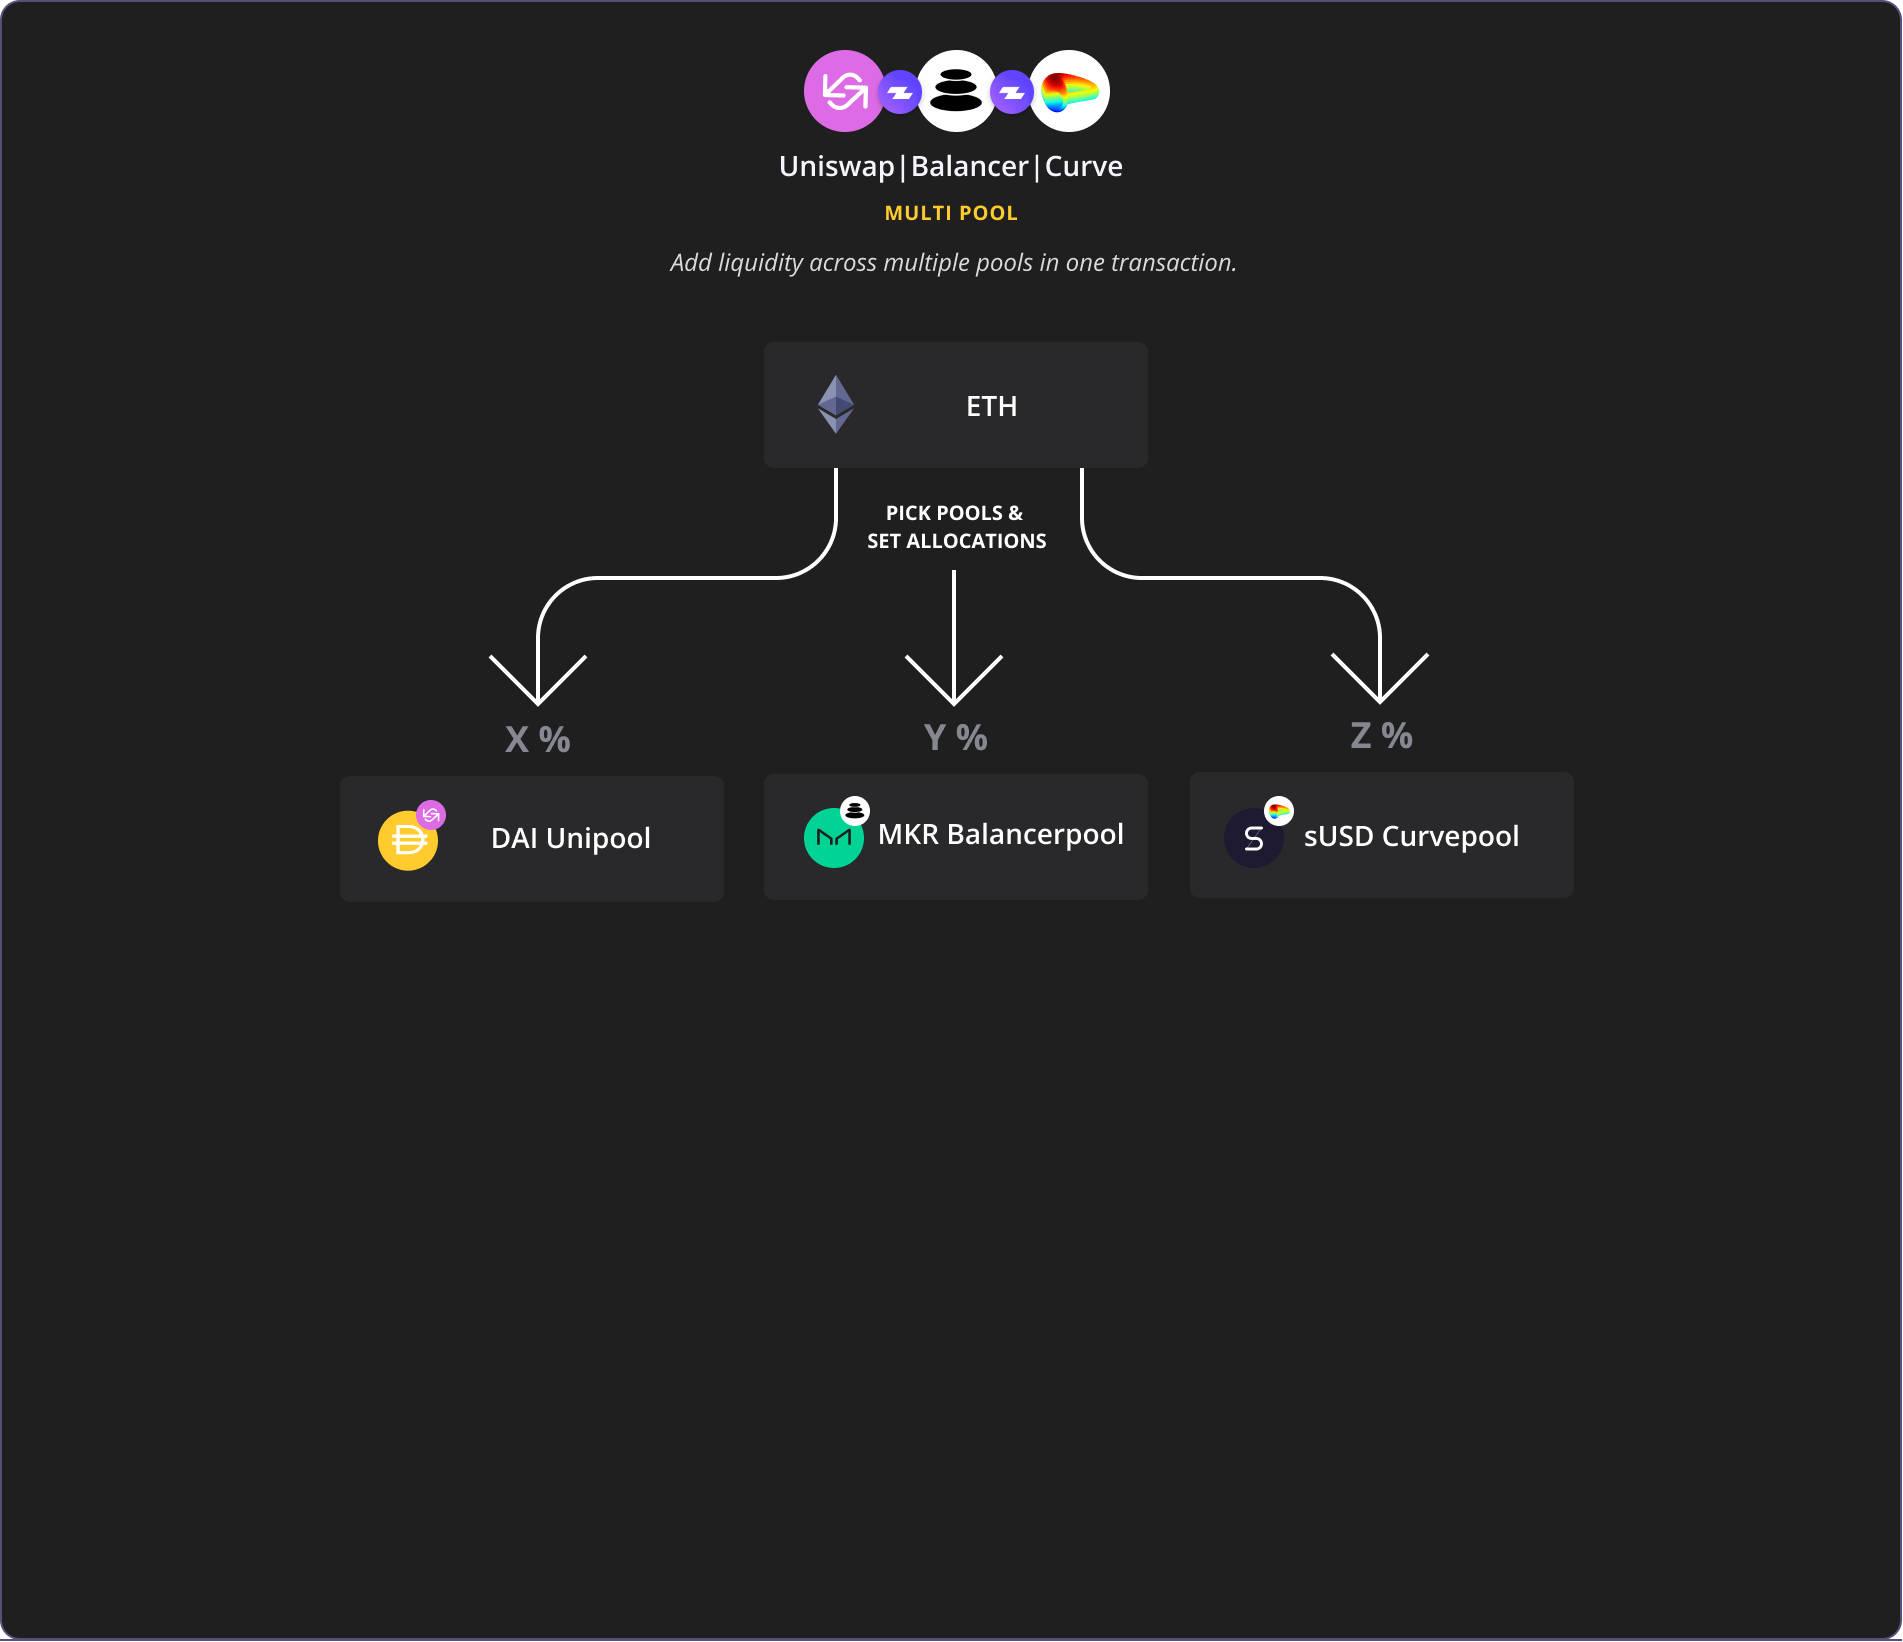 Uniswap|Balancer|Curve
MULTI POOL
Add liquidity across multiple pools in one transaction.
ETH
PICK POOLS &
SET ALLOCATIONS
X %
Y %
Z %
DAI Unipool
MKR Balancerpool
sUSD Curvepool